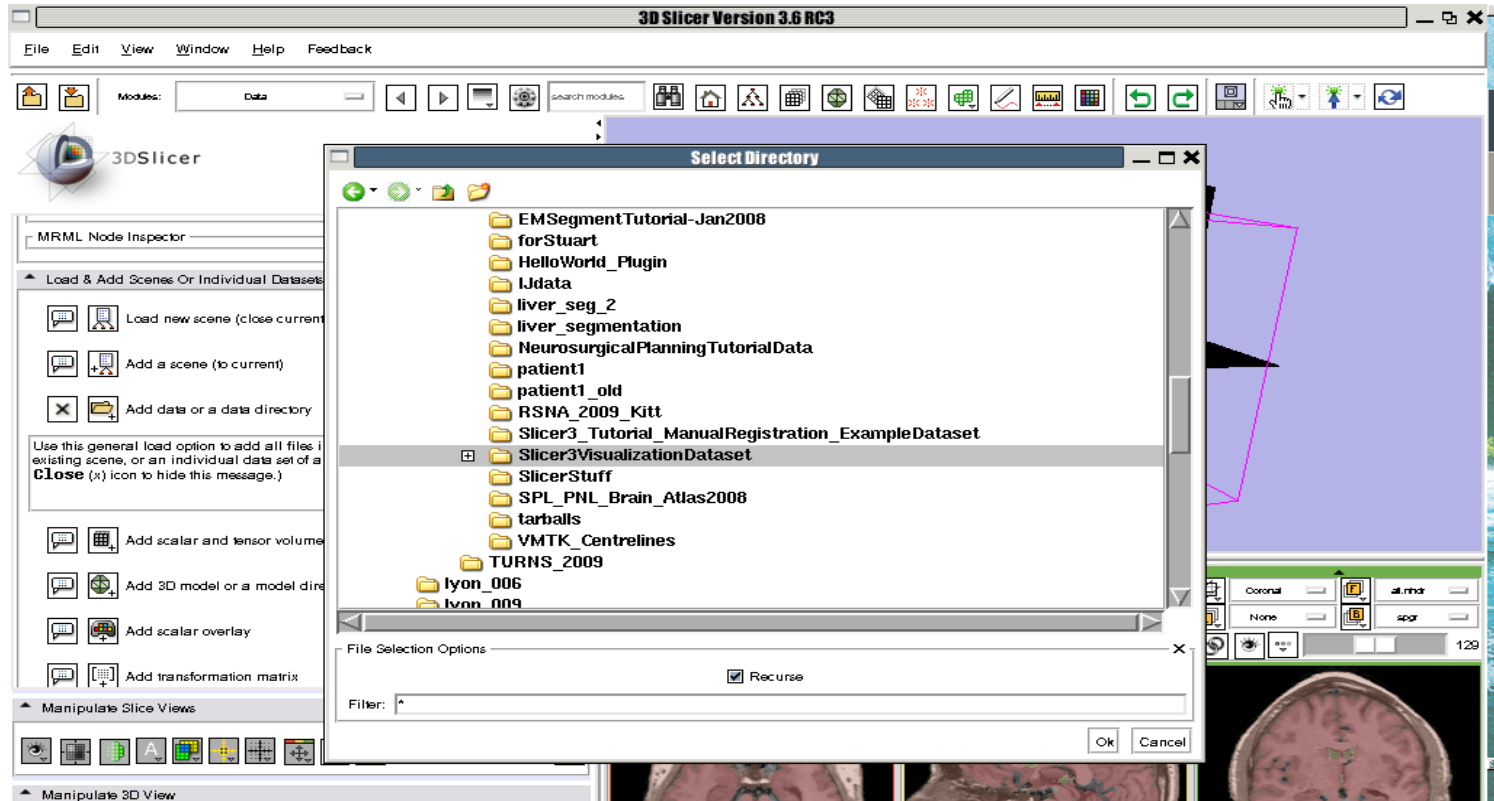 3D Slicer Version 3.6 RC3
File Edit View Window Help Feedback
Modules: Data search modules
3DSlicer
MRML Node Inspector
Load & Add Scenes Or Individual Datasets
Load new scene (close current
Add a scene (to current)
Add data or a data directory
Use this general load option to add all files i
existing scene, or an individual data set of a
Close (x) icon to hide this message.)
Add scalar and tensor volume
Add 3D model or a model dire
Add scalar overlay
Add transformation matrix
Manipulate Slice Views
Manipulate 3D View
Select Directory
EMSegmentTutorial-Jan2008
forStuart
HelloWorld_Plugin
IJdata
liver_seg_2
liver_segmentation
NeurosurgicalPlanningTutorialData
patient1
patient1_old
RSNA_2009_Kitt
Slicer3_Tutorial_ManualRegistration_ExampleDataset
Slicer3VisualizationDataset
SlicerStuff
SPL_PNL_Brain_Atlas2008
tarballs
VMTK_Centrelines
TURNS_2009
lyon_006
lyon_009
File Selection Options
Recurse
Filter: *
Ok Cancel
Coronal F all.nhdr
None B spgr
129